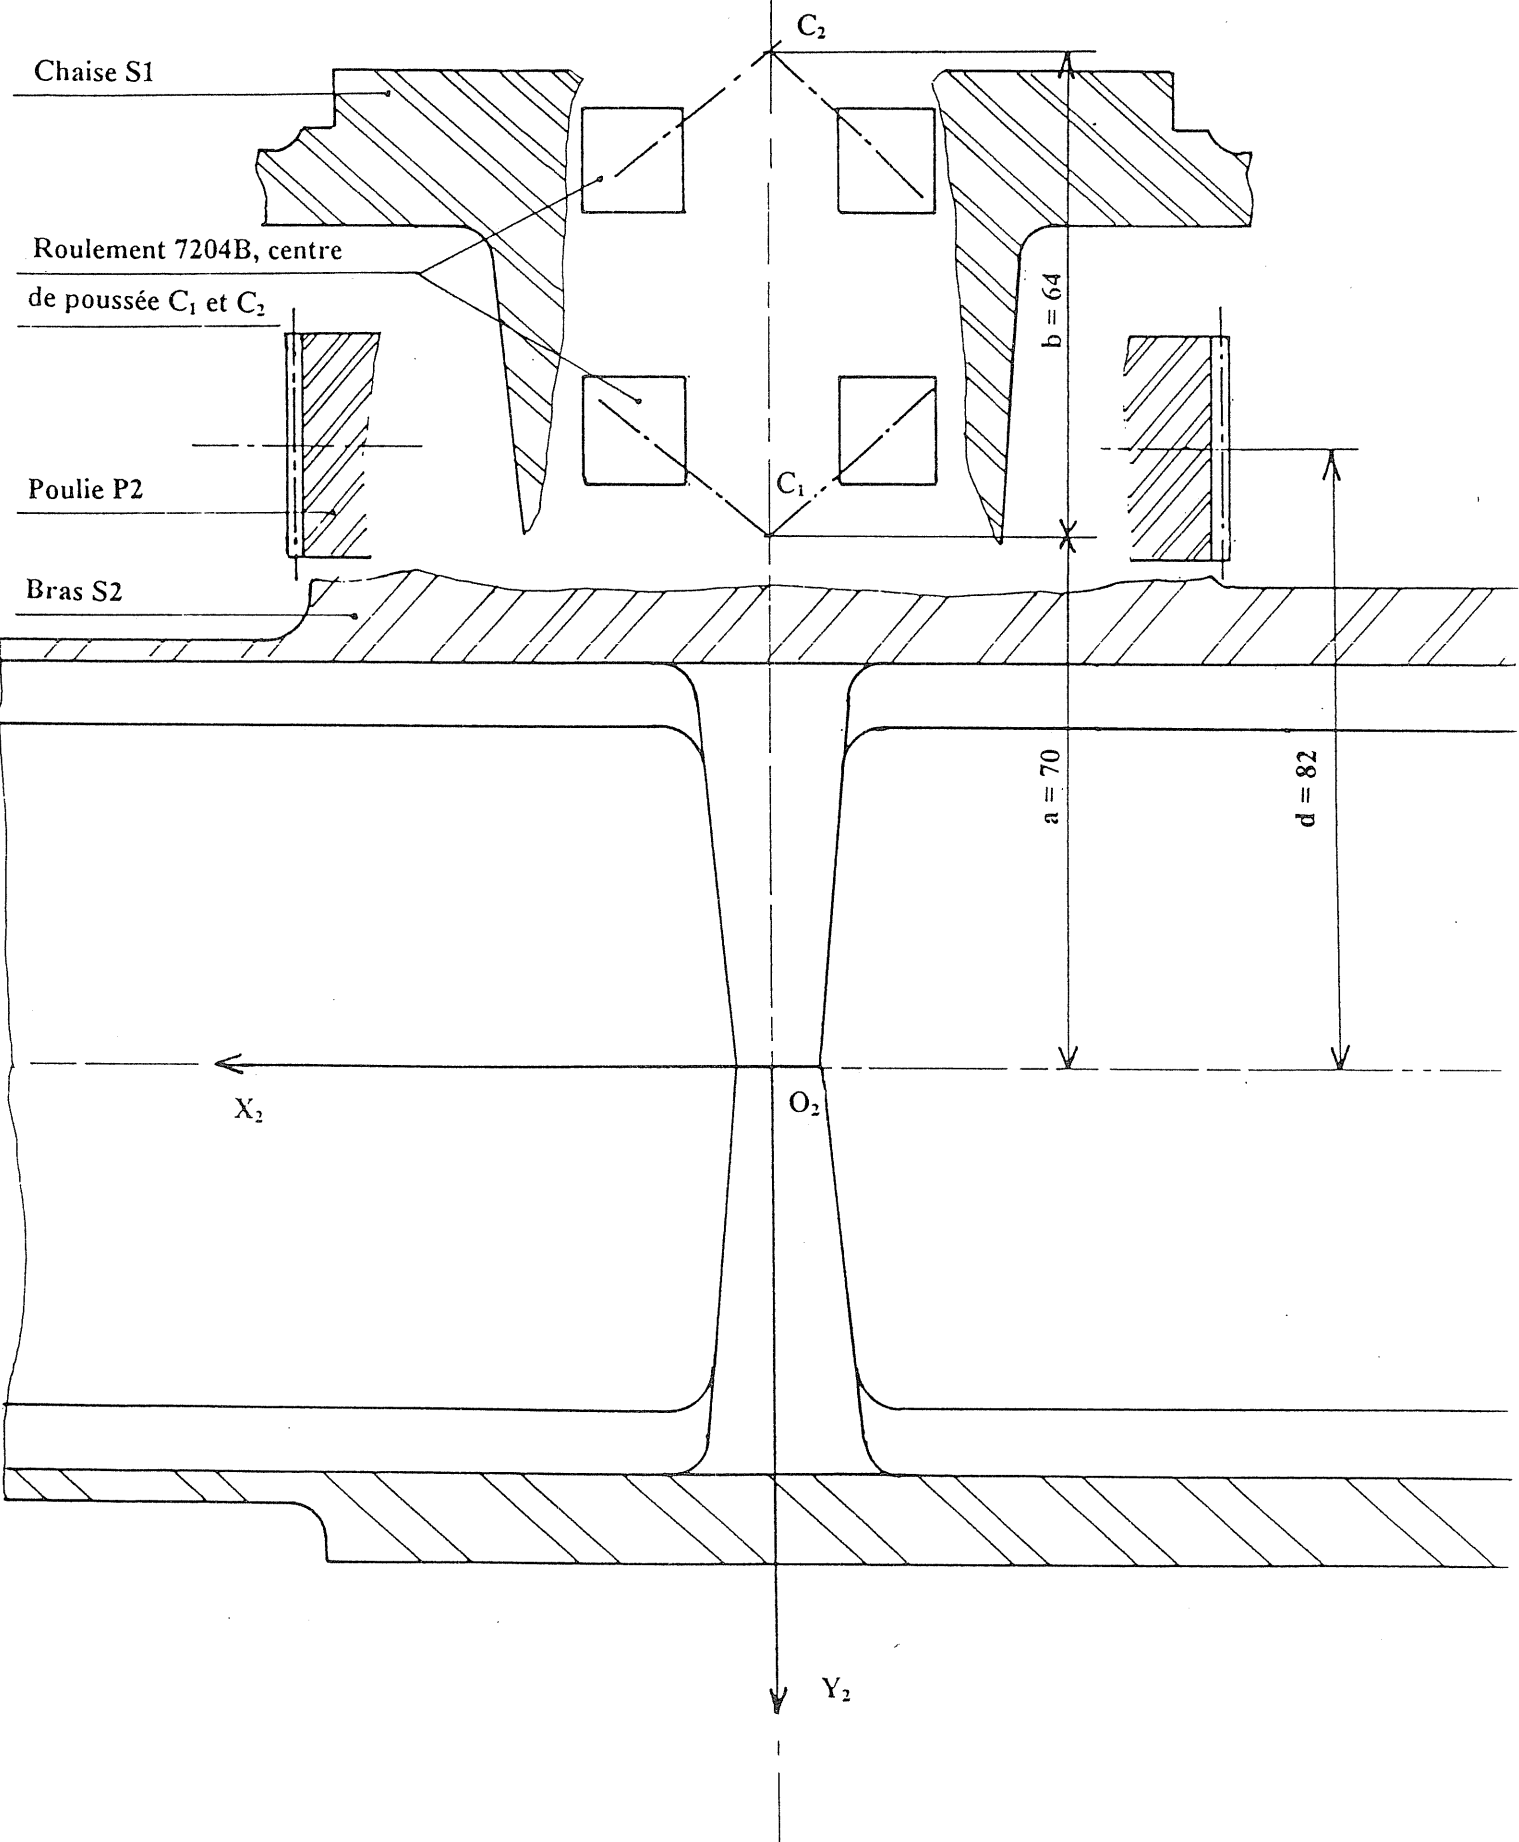 C₂
Chaise S1
Roulement 7204B, centre
de poussée C₁ et C₂
b = 64
Poulie P2
C₁
Bras S2
a = 70
d = 82
X₂
O₂
Y₂